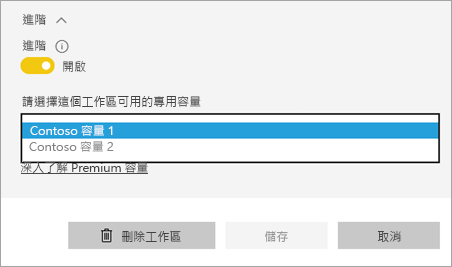 進階
進階
開啟
請選擇這個工作區可用的專用容量
Contoso 容量 1
Contoso 容量 2
深入了解 Premium 容量
刪除工作區 儲存 取消